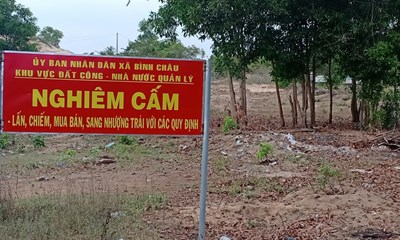 ỦY BAN NHÂN DÂN XÃ BÌNH CHÂU
KHU VỰC ĐẤT CÔNG - NHÀ NƯỚC QUẢN LÝ
NGHIÊM CẤM
- LẤN, CHIẾM, MUA BÁN, SANG NHƯỢNG TRÁI VỚI CÁC QUY ĐỊNH